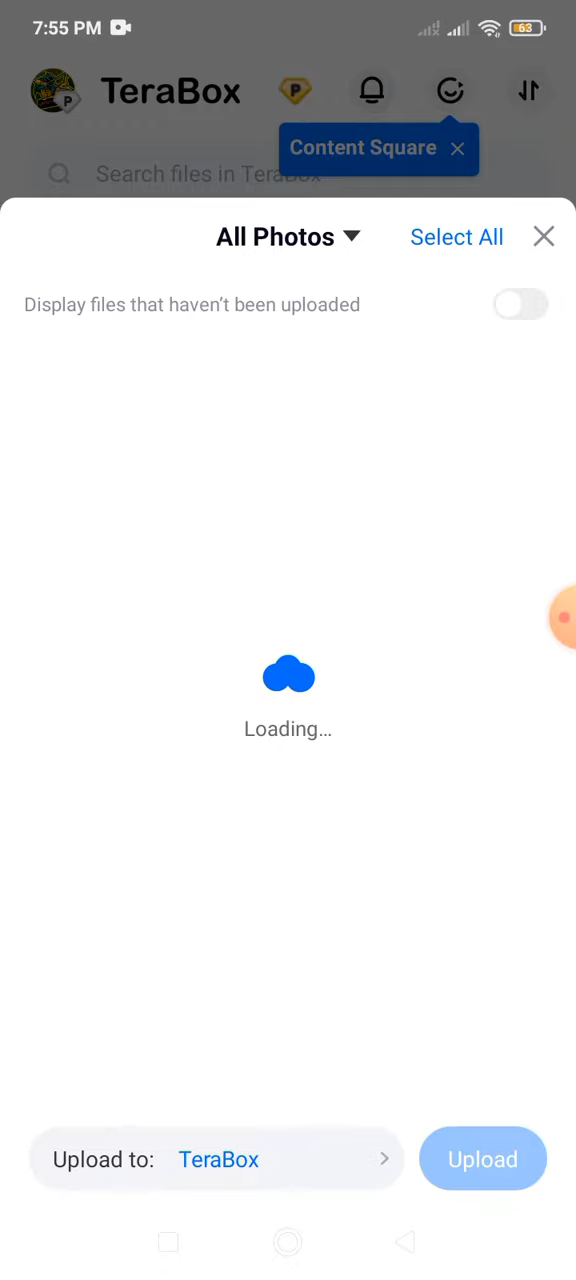 7:55 PM
63
P
TeraBox
P
Content Square
Search files in TeraBox
All Photos
Select All
Display files that haven’t been uploaded
Loading...
Upload to: TeraBox
Upload